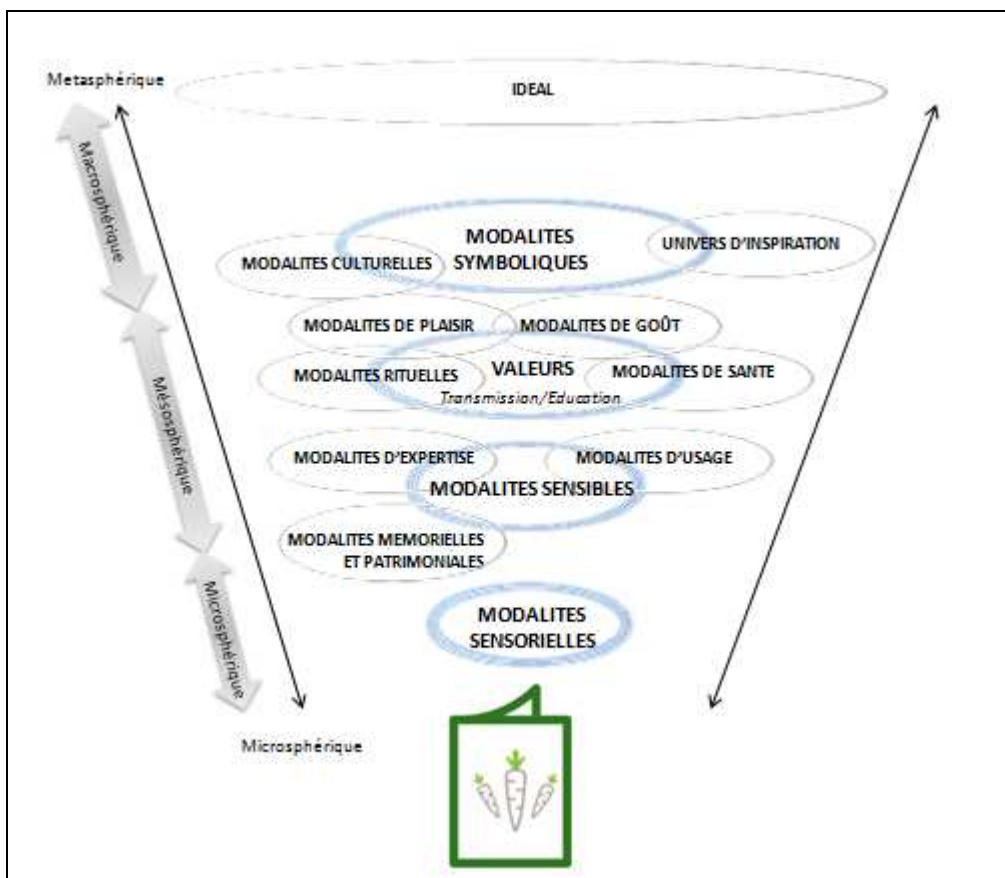 Metasphérique
IDEAL
Macrosphérique
MODALITES
SYMBOLIQUES
UNIVERS D'INSPIRATION
MODALITES CULTURELLES
MODALITES DE PLAISIR
MODALITES DE GOÛT
Mésosphérique
VALEURS
MODALITES RITUELLES
MODALITES DE SANTE
Transmission/Education
MODALITES D'EXPERTISE
MODALITES D'USAGE
MODALITES SENSIBLES
MODALITES MEMORIELLES
ET PATRIMONIALES
Microsphérique
MODALITES
SENSORIELLES
Microsphérique